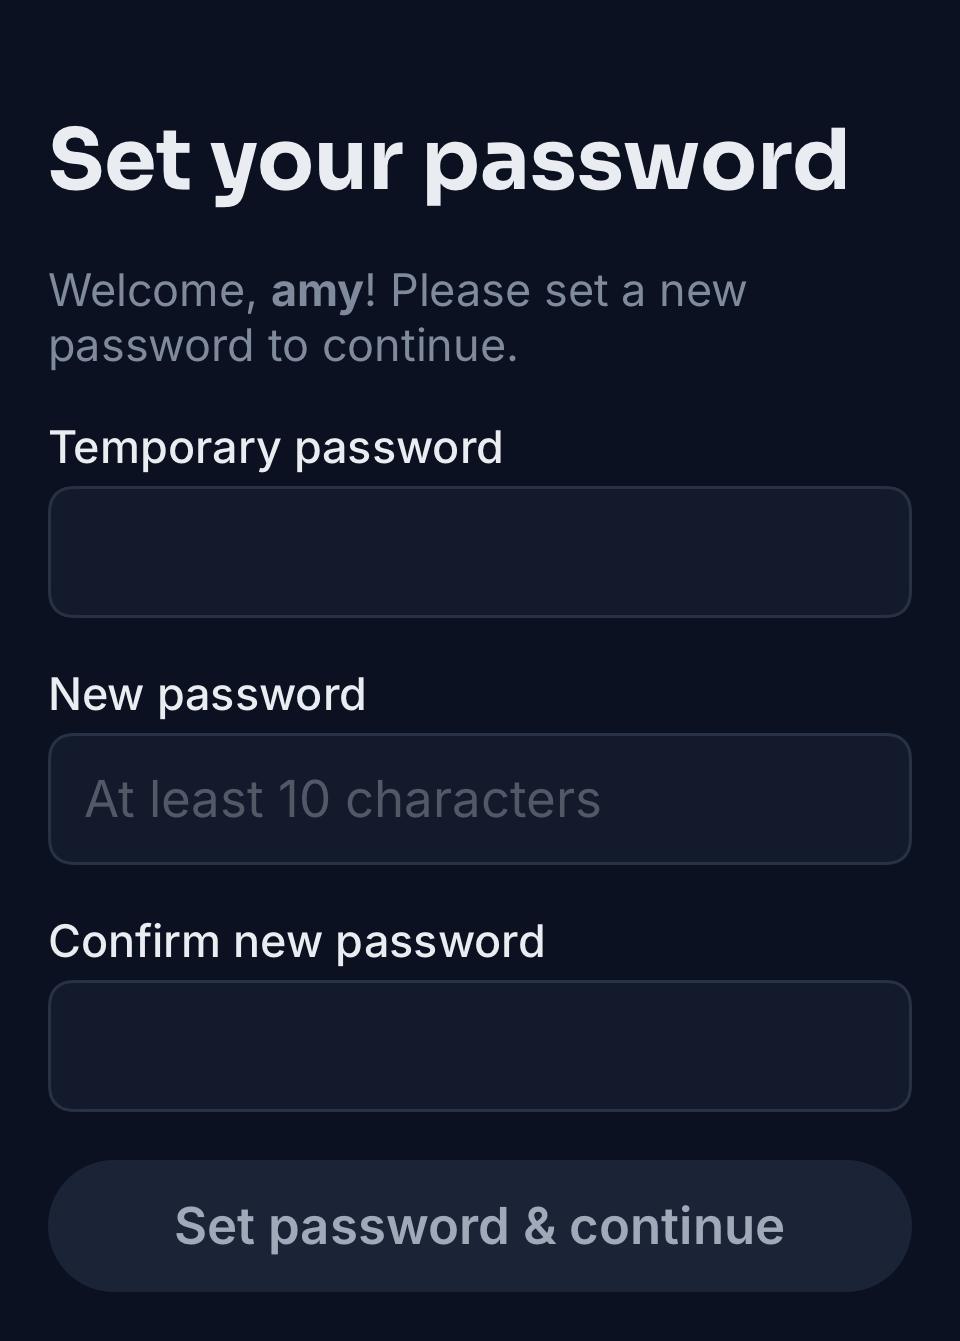 Set your password
Welcome, amy! Please set a new
password to continue.
Temporary password
New password
At least 10 characters
Confirm new password
Set password & continue